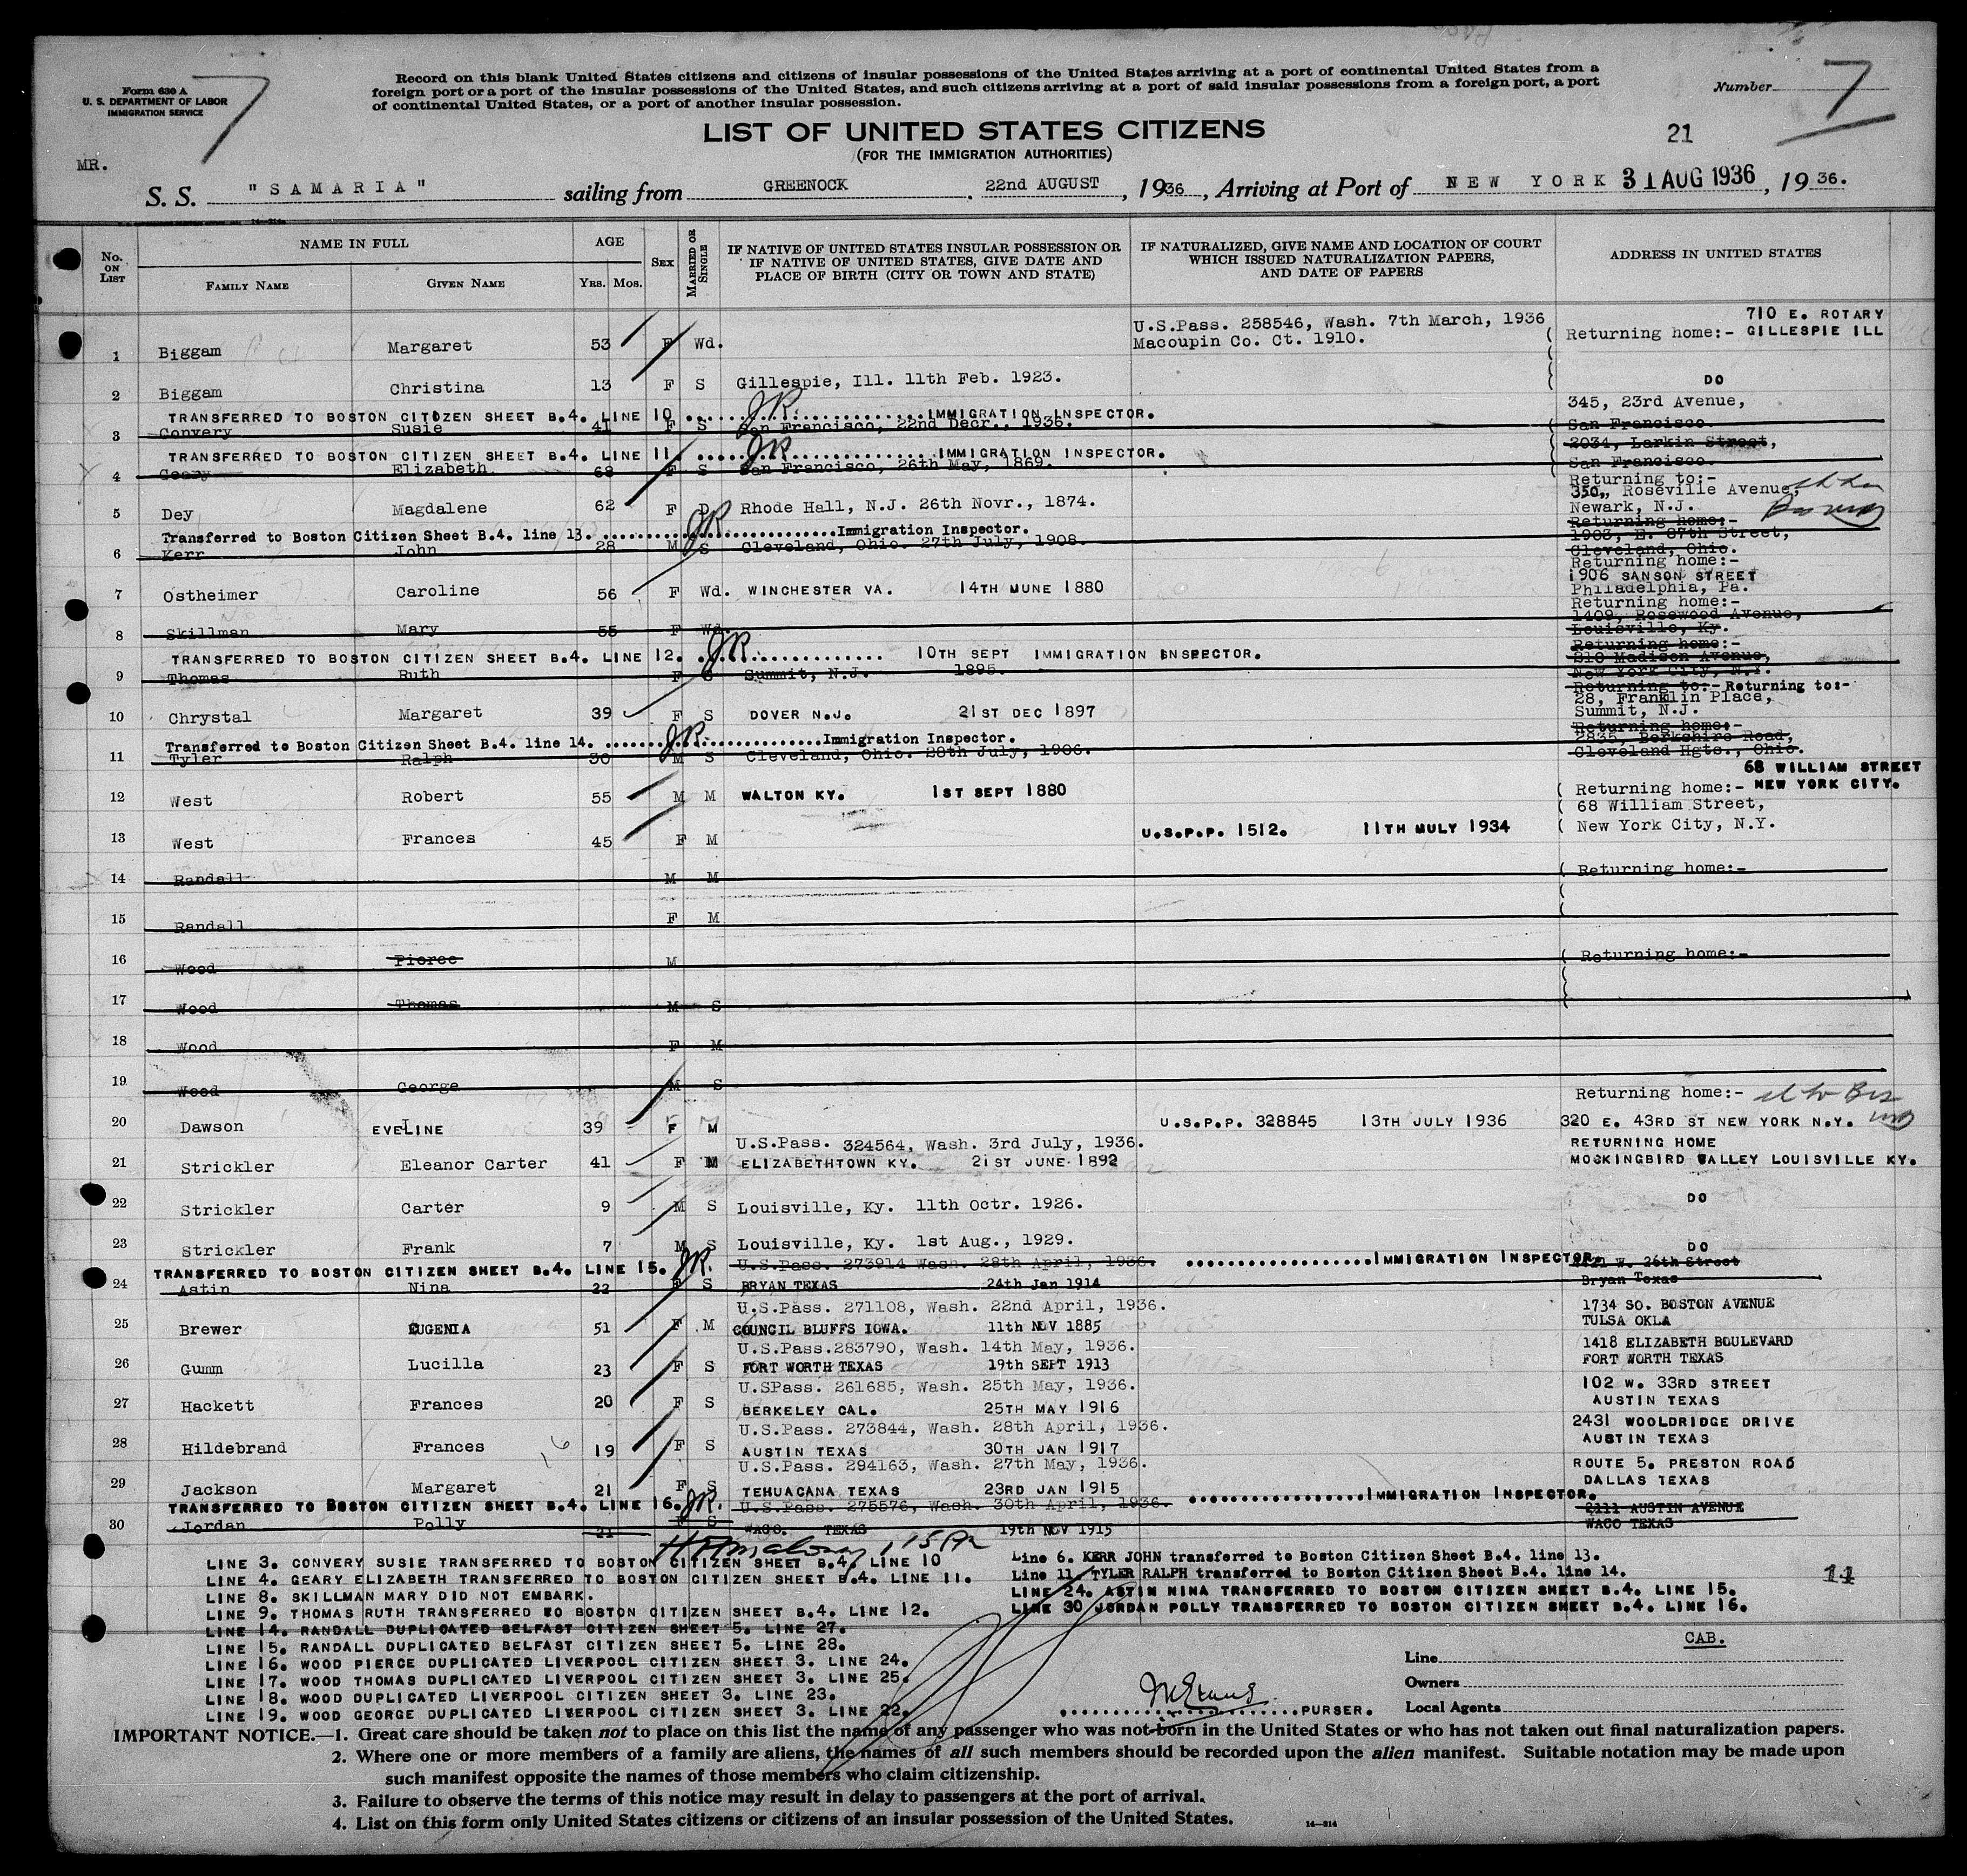 Form 630 A
U. S. DEPARTMENT OF LABOR
IMMIGRATION SERVICE
7
Record on this blank United States citizens and citizens of insular possessions of the United States arriving at a port of continental United States from a
foreign port or a port of the insular possessions of the United States, and such citizens arriving at a port of said insular possessions from a foreign port, a port
of continental United States, or a port of another insular possession.
Number 7
LIST OF UNITED STATES CITIZENS
21
(FOR THE IMMIGRATION AUTHORITIES)
MR.
S. S. "SAMARIA" sailing from GREENOCK, 22nd AUGUST, 1936, Arriving at Port of NEW YORK 31 AUG 1936, 1936.
No. ON LIST
NAME IN FULL
FAMILY NAME
GIVEN NAME
AGE
YRS. MOS.
SEX
MARRIED OR SINGLE
IF NATIVE OF UNITED STATES INSULAR POSSESSION OR
IF NATIVE OF UNITED STATES, GIVE DATE AND
PLACE OF BIRTH (CITY OR TOWN AND STATE)
IF NATURALIZED, GIVE NAME AND LOCATION OF COURT
WHICH ISSUED NATURALIZATION PAPERS,
AND DATE OF PAPERS
ADDRESS IN UNITED STATES
710 E. ROTARY
U.S.Pass. 258546, Wash. 7th March, 1936
Returning home:- GILLESPIE ILL
1 Biggam Margaret 53 F Wd. Macoupin Co. Ct. 1910.
2 Biggam Christina 13 F S Gillespie, Ill. 11th Feb. 1923. DO
TRANSFERRED TO BOSTON CITIZEN SHEET B.4. LINE 10 JR IMMIGRATION INSPECTOR.
345, 23rd Avenue,
3 Convery Susie 41 F S San Francisco, 22nd Decr., 1936. San Francisco.
2034, Larkin Street,
TRANSFERRED TO BOSTON CITIZEN SHEET B.4. LINE 11. JR IMMIGRATION INSPECTOR.
4 Geary Elizabeth 68 F S San Francisco, 26th May, 1869. San Francisco.
Returning to:-
350,, Roseville Avenue,
5 Dey Magdalene 62 F D Rhode Hall, N.J. 26th Novr., 1874. Newark, N.J.
Returning home:-
Transferred to Boston Citizen Sheet B.4. line 13. JR Immigration Inspector.
6 Kerr John 28 M S Cleveland, Ohio. 27th July, 1908. 1903, E. 87th Street,
Cleveland, Ohio.
Returning home:-
1906 SANSON STREET
7 Ostheimer Caroline 56 F Wd. WINCHESTER VA. 14TH MUNE 1880 Philadelphia, Pa.
Returning home:-
1409, Rosewood Avenue,
8 Skillman Mary 55 F Wd. Louisville, Ky.
Returning home:-
TRANSFERRED TO BOSTON CITIZEN SHEET B.4. LINE 12. JR 10TH SEPT IMMIGRATION INSPECTOR.
210 Madison Avenue,
9 Thomas Ruth F S Summit, N.J. 1895. New York City, N.Y.
Returning to:- Returning to:-
28, Franklin Place,
10 Chrystal Margaret 39 F S DOVER N.J. 21ST DEC 1897 Summit, N.J.
Returning home:-
Transferred to Boston Citizen Sheet B.4. line 14. JR Immigration Inspector.
2835, Berkshire Road,
11 Tyler Ralph 30 M S Cleveland, Ohio. 28th July, 1906. Cleveland Hgts., Ohio.
68 WILLIAM STREET
12 West Robert 55 M M WALTON KY. 1ST SEPT 1880 Returning home:- NEW YORK CITY.
68 William Street,
13 West Frances 45 F M U.S.P.P. 1512. 11TH MULY 1934 New York City, N.Y.
14 Randall M M Returning home:-
15 Randall F M
16 Wood Pierce M Returning home:-
17 Wood Thomas M S
18 Wood F M
19 Wood George M S
Returning home:-
20 Dawson EVELINE 39 F M U.S.P.P. 328845 13TH JULY 1936 320 E. 43RD ST NEW YORK N.Y.
U.S.Pass. 324564, Wash. 3rd July, 1936. RETURNING HOME
21 Strickler Eleanor Carter 41 F M ELIZABETHTOWN KY. 21ST JUNE 1892 MOCKINGBIRD VALLEY LOUISVILLE KY.
22 Strickler Carter 9 M S Louisville, Ky. 11th Octr. 1926. DO
23 Strickler Frank 7 M S Louisville, Ky. 1st Aug., 1929. DO
TRANSFERRED TO BOSTON CITIZEN SHEET B.4. LINE 15. JR. U.S.Pass. 273914 Wash. 28th April, 1936. IMMIGRATION INSPECTOR. W. 26th Street
24 Astin Nina 22 F S BRYAN TEXAS 24th Jan 1914 Bryan Texas
U.S.Pass. 271108, Wash. 22nd April, 1936. 1734 SO. BOSTON AVENUE
25 Brewer EUGENIA 51 F M COUNCIL BLUFFS IOWA. 11th NOV 1885 TULSA OKLA
U.S.Pass.283790, Wash. 14th May, 1936. 1418 ELIZABETH BOULEVARD
26 Gumm Lucilla 23 F S FORT WORTH TEXAS 19th SEPT 1913 FORT WORTH TEXAS
U.SPass. 261685, Wash. 25th May, 1936. 102 W. 33RD STREET
27 Hackett Frances 20 F S BERKELEY CAL. 25TH MAY 1916 AUSTIN TEXAS
U.S.Pass. 273844, Wash. 28th April, 1936. 2431 WOOLDRIDGE DRIVE
28 Hildebrand Frances 19 F S AUSTIN TEXAS 30TH JAN 1917 AUSTIN TEXAS
U.S.Pass. 294163, Wash. 27th May, 1936. ROUTE 5. PRESTON ROAD
29 Jackson Margaret 21 F S TEHUACANA TEXAS 23RD JAN 1915 DALLAS TEXAS
TRANSFERRED TO BOSTON CITIZEN SHEET B.4. LINE 16. JR. U.S.Pass. 275576, Wash. 30th April, 1936. IMMIGRATION INSPECTOR. 2111 AUSTIN AVENUE
30 Jordan Polly 21 F S WACO. TEXAS 19th NOV 1915 WACO TEXAS
LINE 3. CONVERY SUSIE TRANSFERRED TO BOSTON CITIZEN SHEET B.4. LINE 10
LINE 4. GEARY ELIZABETH TRANSFERRED TO BOSTON CITIZEN SHEET B.4. LINE 11.
LINE 8. SKILLMAN MARY DID NOT EMBARK.
LINE 9. THOMAS RUTH TRANSFERRED TO BOSTON CITIZEN SHEET B.4. LINE 12.
LINE 14. RANDALL DUPLICATED BELFAST CITIZEN SHEET 5. LINE 27.
LINE 15. RANDALL DUPLICATED BELFAST CITIZEN SHEET 5. LINE 28.
LINE 16. WOOD PIERCE DUPLICATED LIVERPOOL CITIZEN SHEET 3. LINE 24.
LINE 17. WOOD THOMAS DUPLICATED LIVERPOOL CITIZEN SHEET 3. LINE 25.
LINE 18. WOOD DUPLICATED LIVERPOOL CITIZEN SHEET 3. LINE 23.
LINE 19. WOOD GEORGE DUPLICATED LIVERPOOL CITIZEN SHEET 3. LINE 22.
Line 6. KERR JOHN transferred to Boston Citizen Sheet B.4. line 13.
Line 11. TYLER RALPH transferred to Boston Citizen Sheet B.4. line 14.
LINE 24. ASTIN NINA TRANSFERRED TO BOSTON CITIZEN SHEET B.4. LINE 15.
LINE 30 JORDAN POLLY TRANSFERRED TO BOSTON CITIZEN SHEET B.4. LINE 16.
CAB.
Line
Owners
Local Agents
PURSER.
IMPORTANT NOTICE.—1. Great care should be taken not to place on this list the name of any passenger who was not born in the United States or who has not taken out final naturalization papers.
2. Where one or more members of a family are aliens, the names of all such members should be recorded upon the alien manifest. Suitable notation may be made upon
such manifest opposite the names of those members who claim citizenship.
3. Failure to observe the terms of this notice may result in delay to passengers at the port of arrival.
4. List on this form only United States citizens or citizens of an insular possession of the United States.
14—214